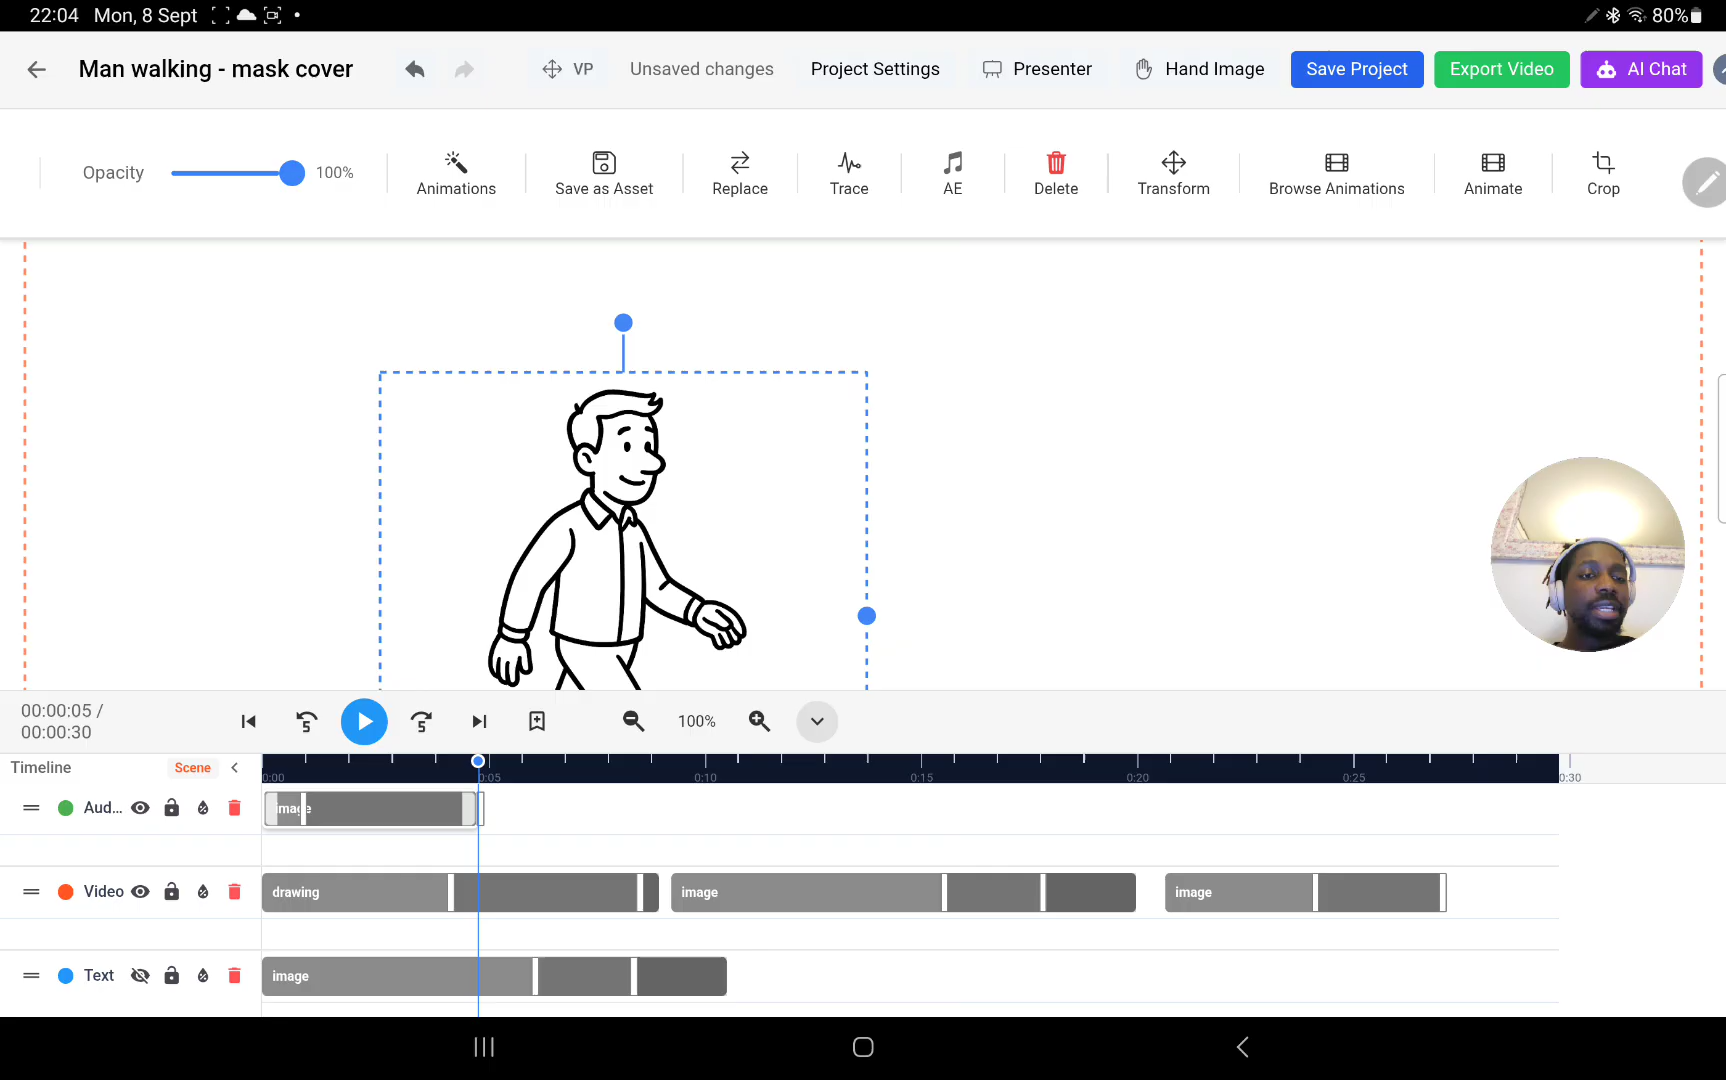 22:04 Mon, 8 Sept 80%
Man walking - mask cover VP Unsaved changes Project Settings Presenter Hand Image Save Project Export Video AI Chat
Opacity 100% Animations Save as Asset Replace Trace AE Delete Transform Browse Animations Animate Crop
00:00:05 /
00:00:30
5 5 100%
Timeline Scene 0:00 0:05 0:10 0:15 0:20 0:25 0:30
Aud... image
Video drawing image image
Text image